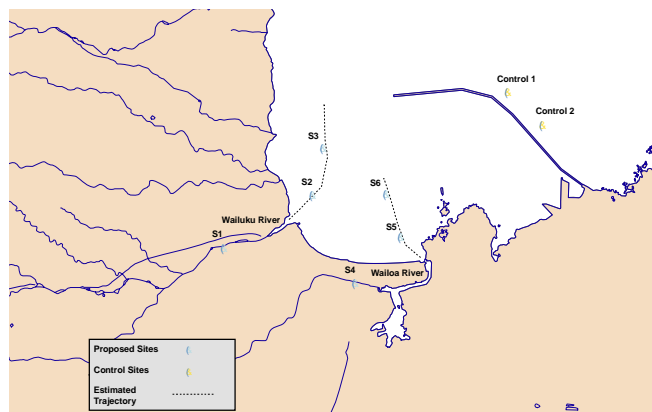 Control 1
Control 2
S3
S2
S6
Wailuku River
S1
S5
S4
Wailoa River
Proposed Sites
Control Sites
Estimated
Trajectory